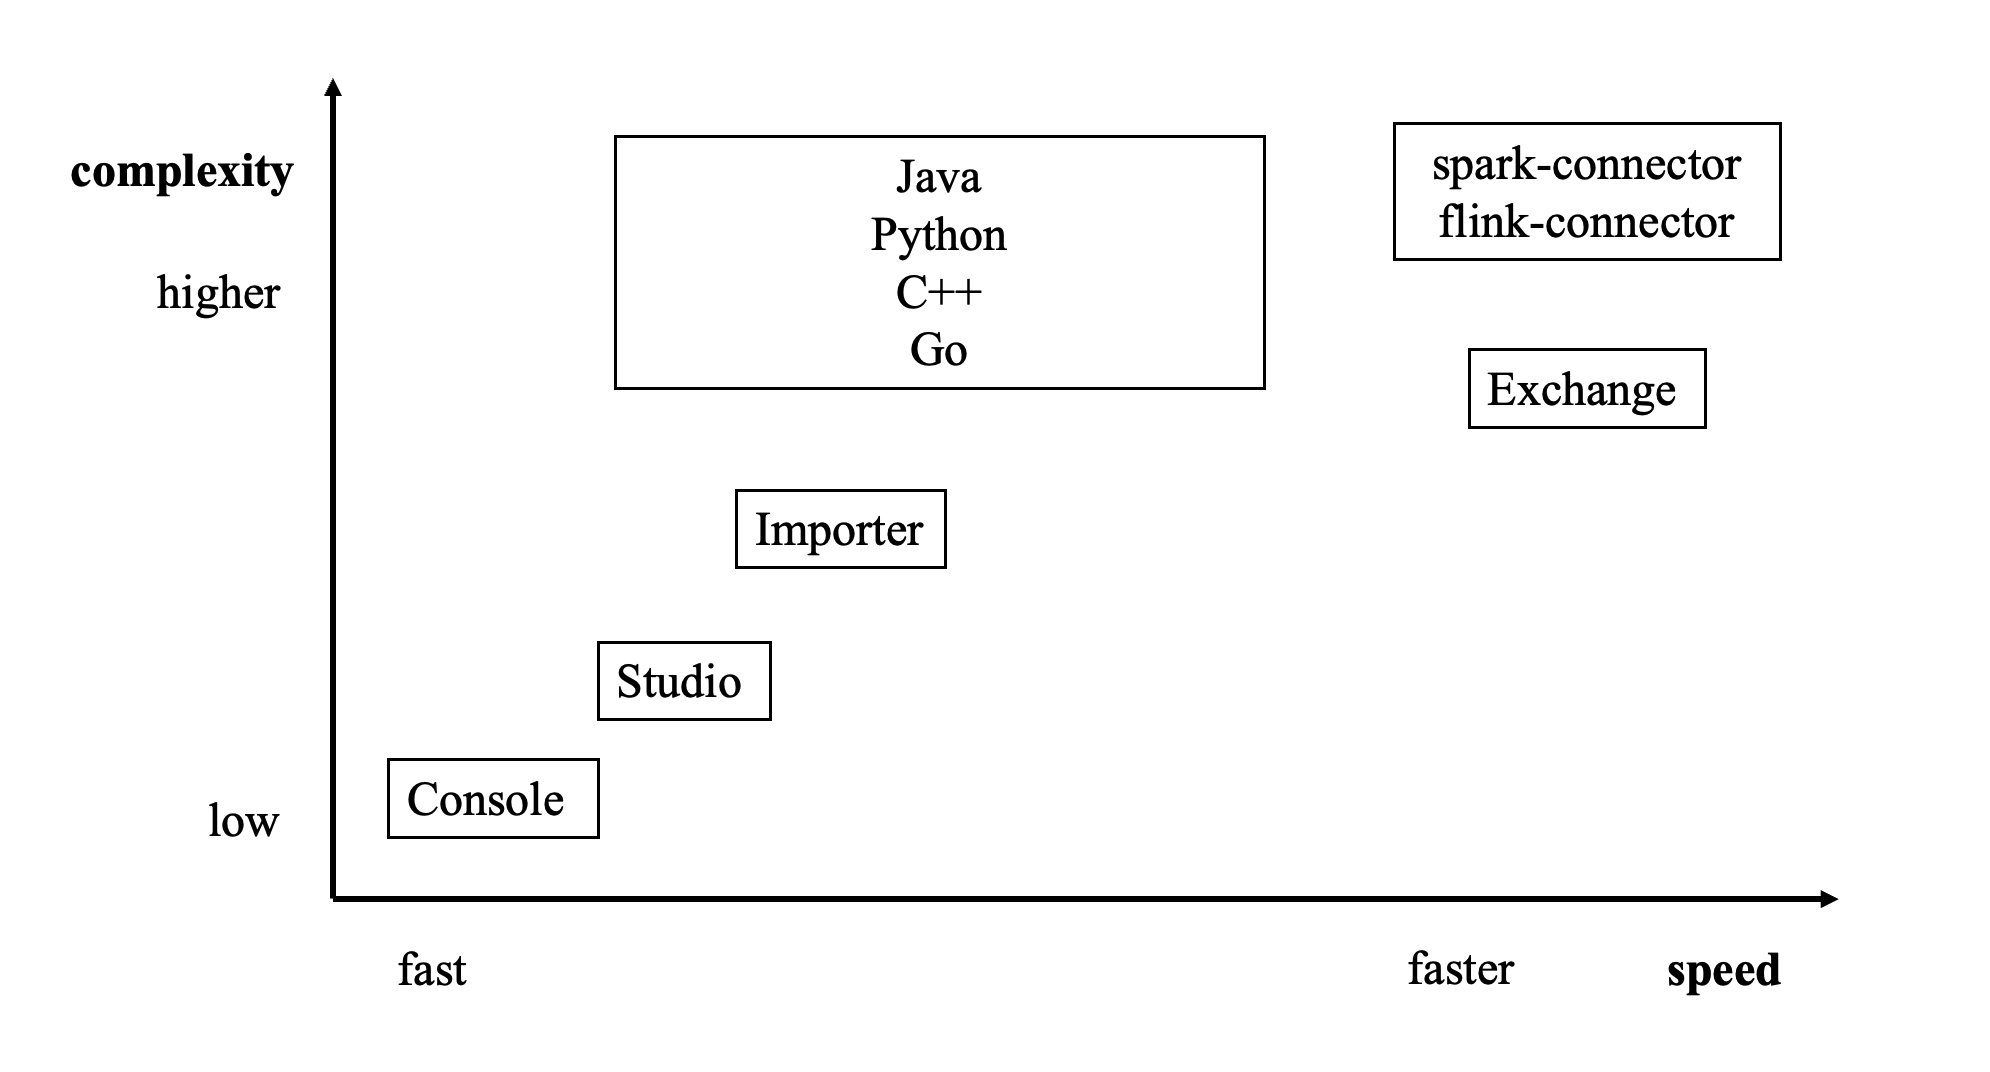 complexity
higher
low
Java
Python
C++
Go
spark-connector
flink-connector
Exchange
Importer
Studio
Console
fast
faster
speed